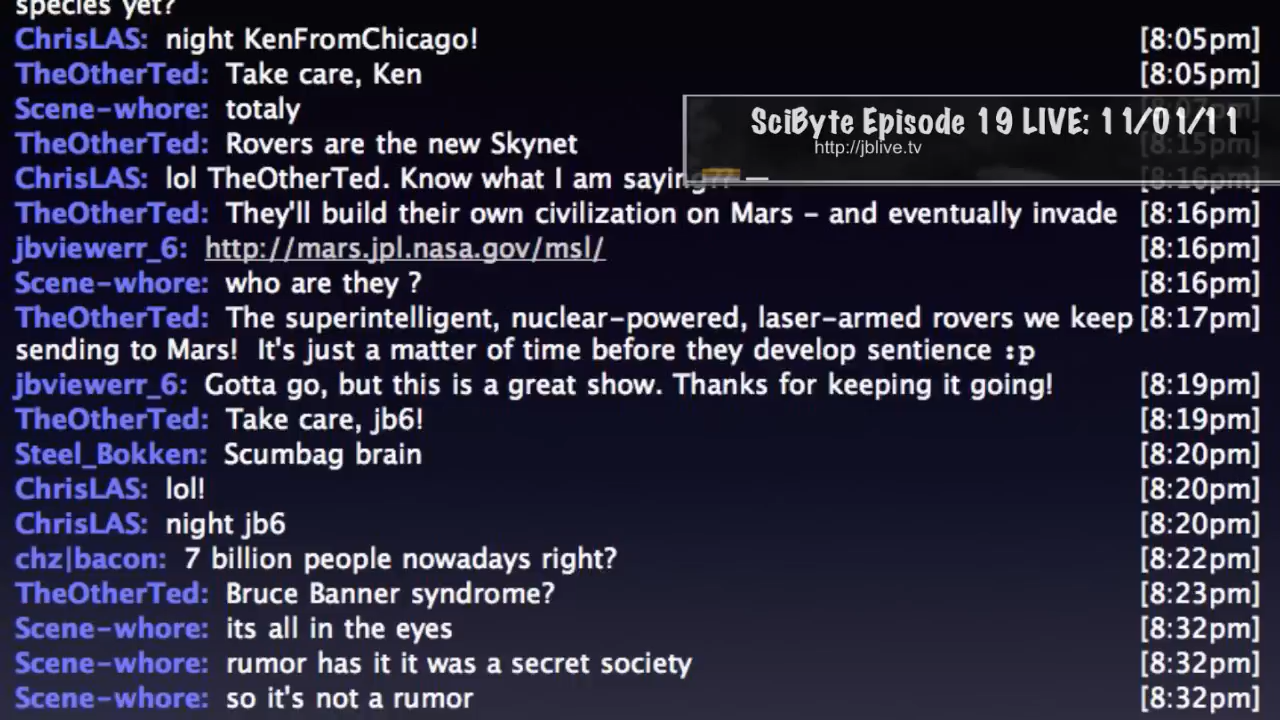 species yet?
ChrisLAS: night KenFromChicago! [8:05pm]
TheOtherTed: Take care, Ken [8:05pm]
Scene-whore: totaly
SciByte Episode 19 LIVE: 11/01/11
http://jblive.tv
TheOtherTed: Rovers are the new Skynet [8:15pm]
ChrisLAS: lol TheOtherTed. Know what I am saying?? [8:16pm]
TheOtherTed: They'll build their own civilization on Mars - and eventually invade [8:16pm]
jbviewerr_6: http://mars.jpl.nasa.gov/msl/ [8:16pm]
Scene-whore: who are they ? [8:16pm]
TheOtherTed: The superintelligent, nuclear-powered, laser-armed rovers we keep [8:17pm]
sending to Mars! It's just a matter of time before they develop sentience :p
jbviewerr_6: Gotta go, but this is a great show. Thanks for keeping it going! [8:19pm]
TheOtherTed: Take care, jb6! [8:19pm]
Steel_Bokken: Scumbag brain [8:20pm]
ChrisLAS: lol! [8:20pm]
ChrisLAS: night jb6 [8:20pm]
chz|bacon: 7 billion people nowadays right? [8:22pm]
TheOtherTed: Bruce Banner syndrome? [8:23pm]
Scene-whore: its all in the eyes [8:32pm]
Scene-whore: rumor has it it was a secret society [8:32pm]
Scene-whore: so it's not a rumor [8:32pm]